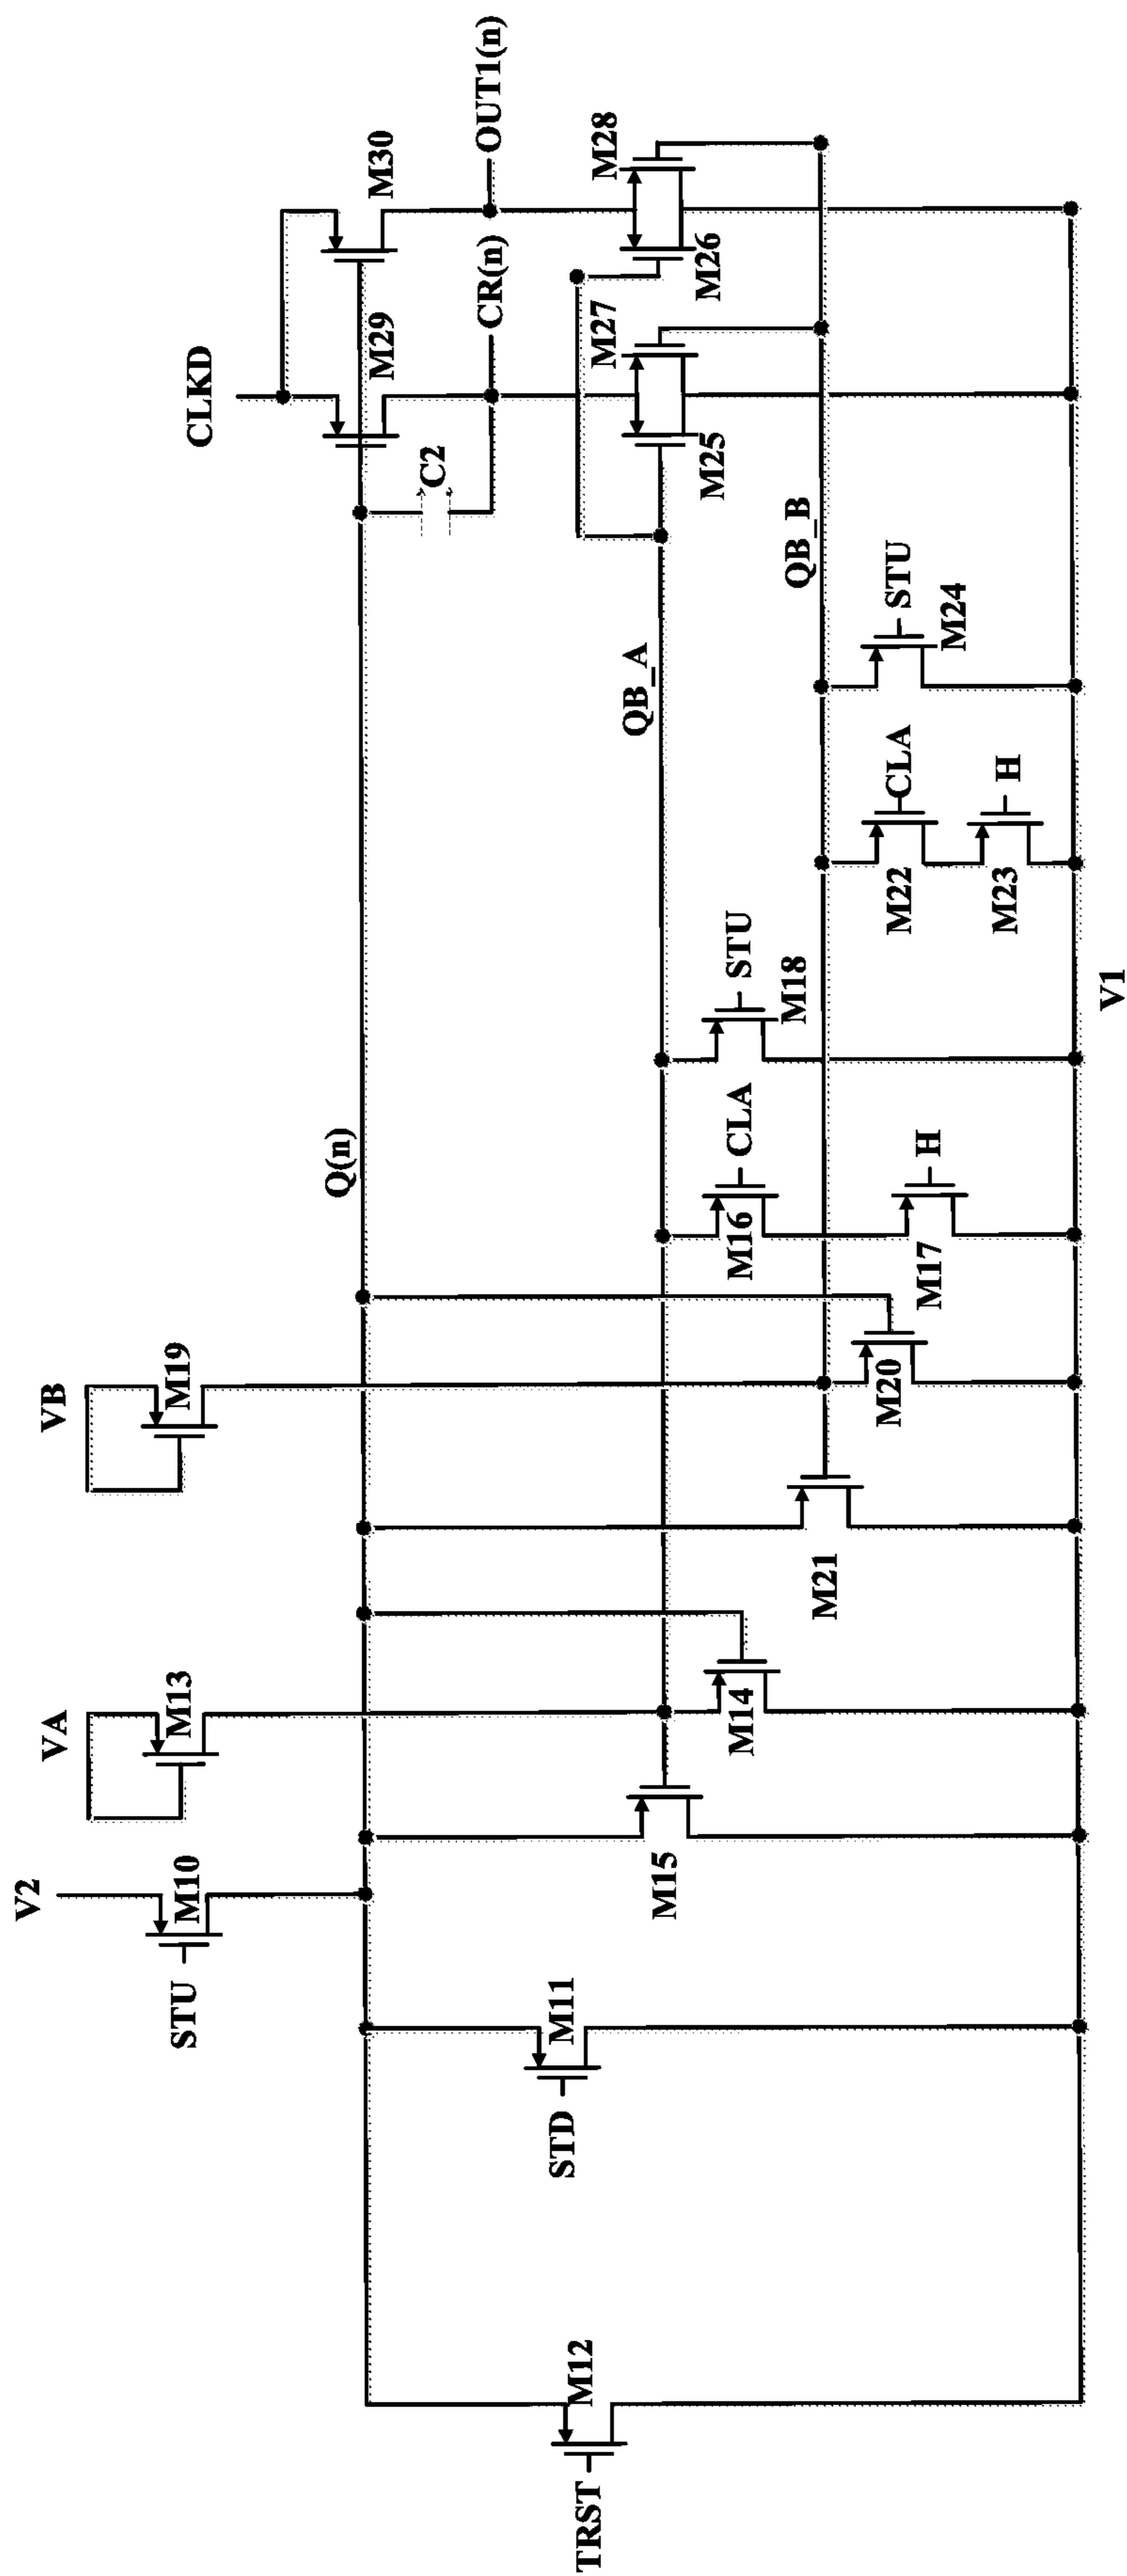 TRST
M12
STD
M11
STU
V2
M10
M15
VA
M13
M14
M21
VB
M19
M20
Q(n)
M16
CLA
M17
H
M18
STU
V1
M22
CLA
M23
H
QB_A
M24
STU
QB_B
C2
CLKD
M29
CR(n)
M25
M27
M30
OUT1(n)
M26
M28